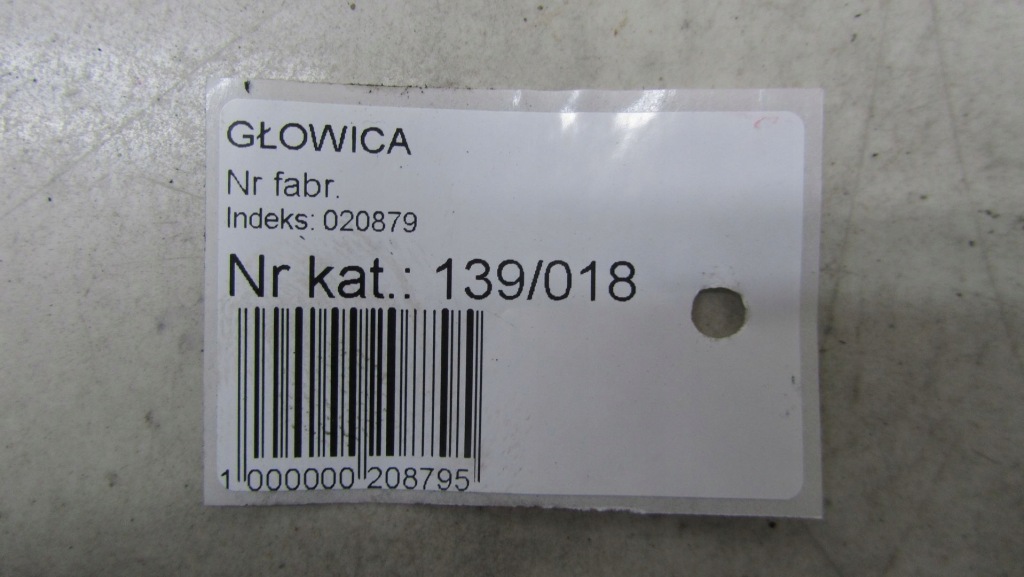 GŁOWICA
Nr fabr.
Indeks: 020879
Nr kat.: 139/018
1 000000 208795